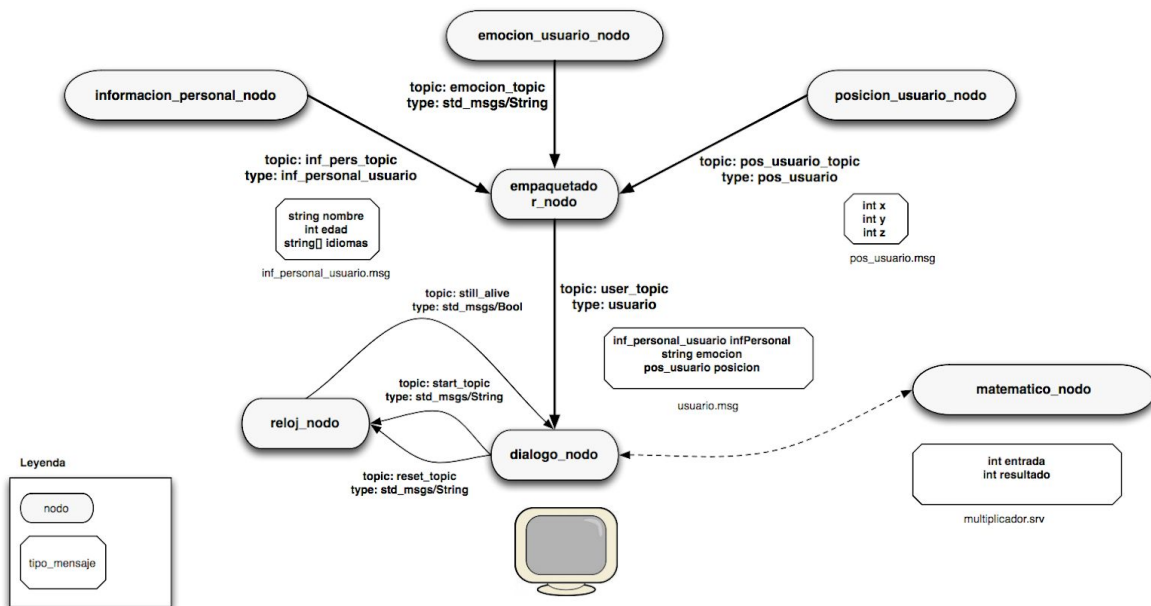 emocion_usuario_nodo
informacion_personal_nodo
posicion_usuario_nodo
topic: emocion_topic
type: std_msgs/String
topic: inf_pers_topic
type: inf_personal_usuario
topic: pos_usuario_topic
type: pos_usuario
empaquetado
r_nodo
string nombre
int edad
string[] idiomas
inf_personal_usuario.msg
int x
int y
int z
pos_usuario.msg
topic: user_topic
type: usuario
topic: still_alive
type: std_msgs/Bool
inf_personal_usuario infPersonal
string emocion
pos_usuario posicion
usuario.msg
topic: start_topic
type: std_msgs/String
reloj_nodo
dialogo_nodo
matematico_nodo
topic: reset_topic
type: std_msgs/String
int entrada
int resultado
multiplicador.srv
Leyenda
nodo
tipo_mensaje